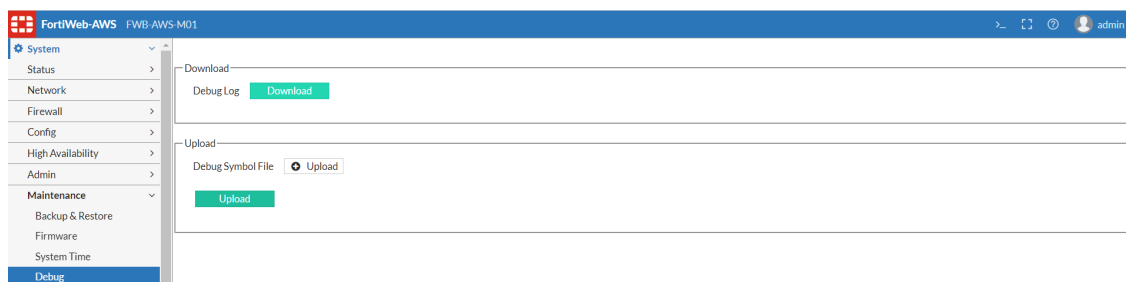 FortiWeb-AWS FWB-AWS-M01 >_ admin
System
Status
Network
Firewall
Config
High Availability
Admin
Maintenance
Backup & Restore
Firmware
System Time
Debug
Download
Debug Log Download
Upload
Debug Symbol File Upload
Upload